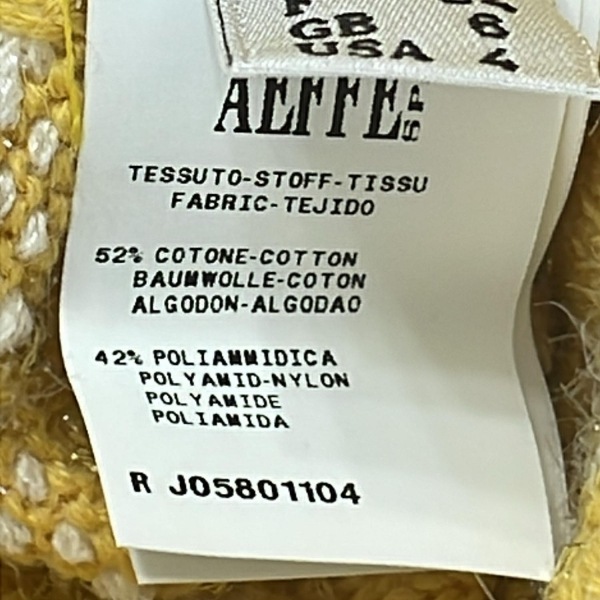 GB 6
USA 4
AEFFE SPA
TESSUTO-STOFF-TISSU
FABRIC-TEJIDO
52% COTONE-COTTON
BAUMWOLLE-COTON
ALGODON-ALGODAO
42% POLIAMMIDICA
POLYAMID-NYLON
POLYAMIDE
POLIAMIDA
R J05801104